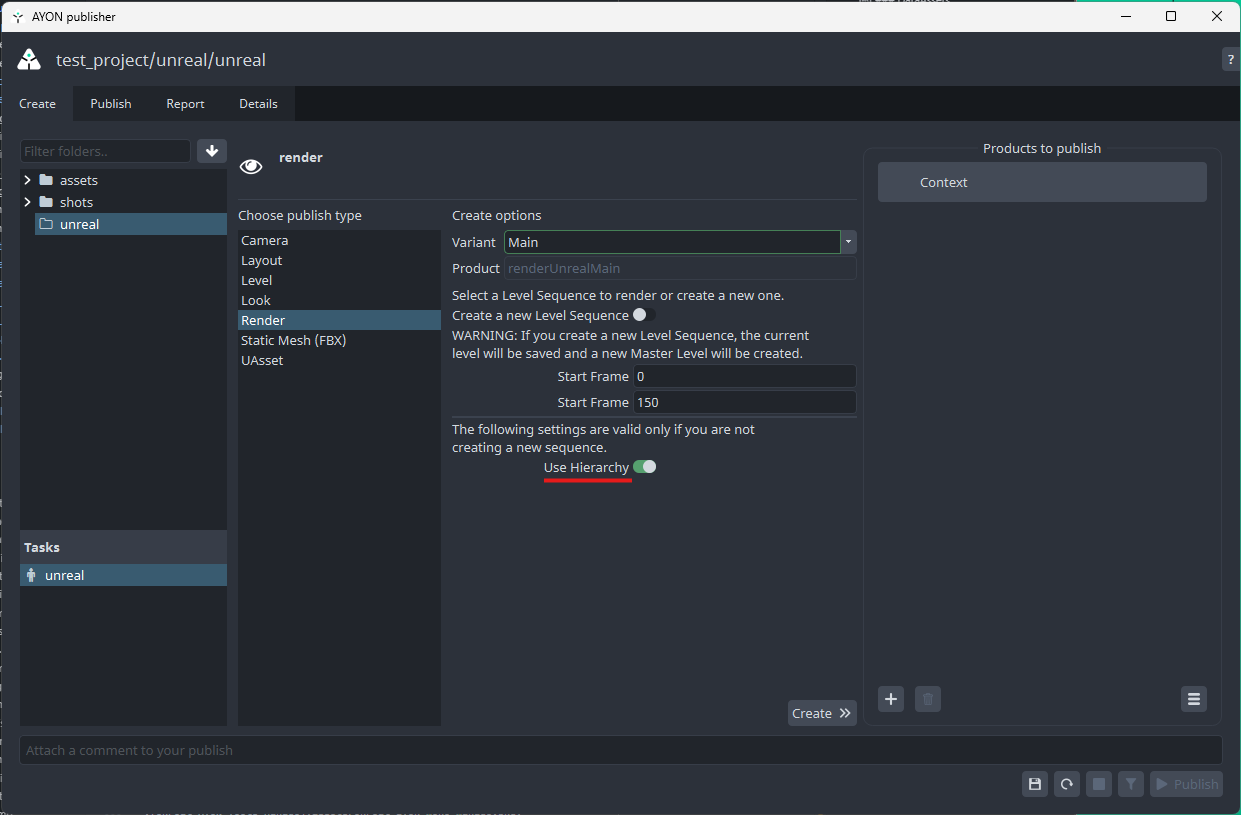 AYON publisher
test_project/unreal/unreal
?
Create
Publish
Report
Details
Filter folders..
assets
shots
unreal
Tasks
unreal
render
Choose publish type
Camera
Layout
Level
Look
Render
Static Mesh (FBX)
UAsset
Create options
Variant Main
Product renderUnrealMain
Select a Level Sequence to render or create a new one.
Create a new Level Sequence
WARNING: If you create a new Level Sequence, the current
level will be saved and a new Master Level will be created.
Start Frame 0
Start Frame 150
The following settings are valid only if you are not
creating a new sequence.
Use Hierarchy
Create
Products to publish
Context
Attach a comment to your publish
Publish